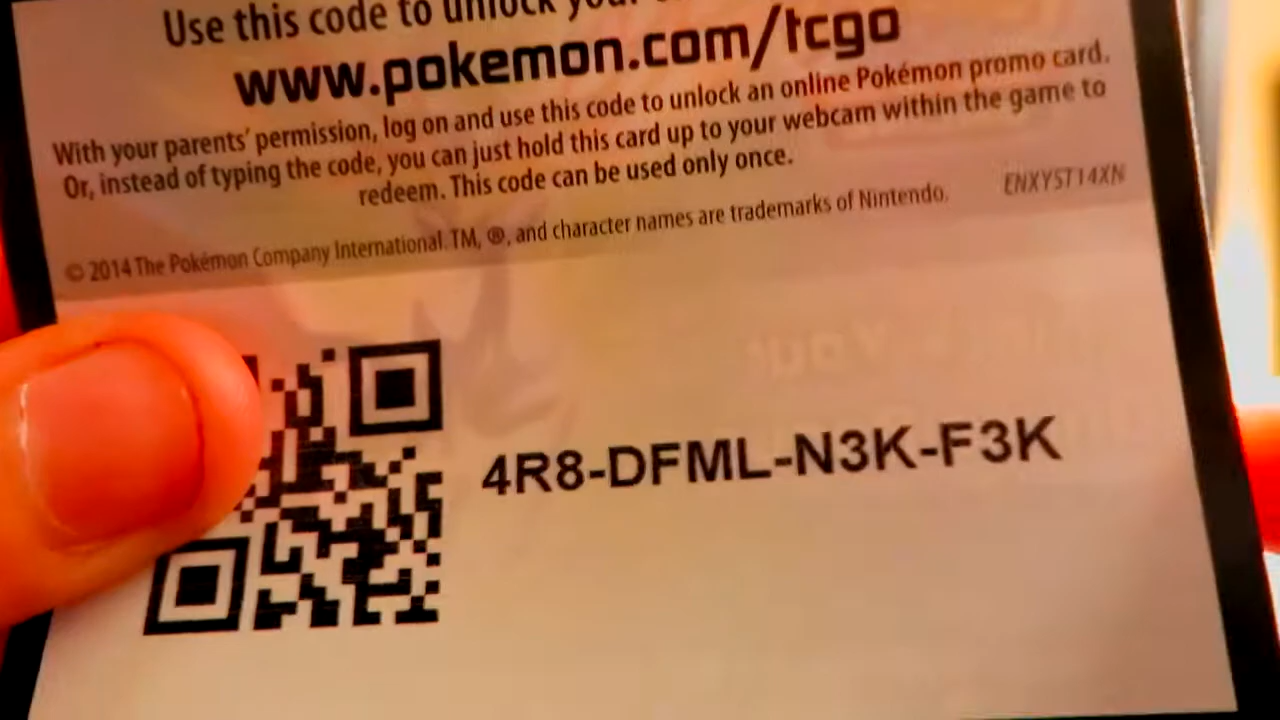 Use this code to unlock
www.pokemon.com/tcgo
With your parents' permission, log on and use this code to unlock an online Pokémon promo card.
Or, instead of typing the code, you can just hold this card up to your webcam within the game to
redeem. This code can be used only once.
ENXYST14XN
© 2014 The Pokémon Company International. TM, ®, and character names are trademarks of Nintendo.
4R8-DFML-N3K-F3K